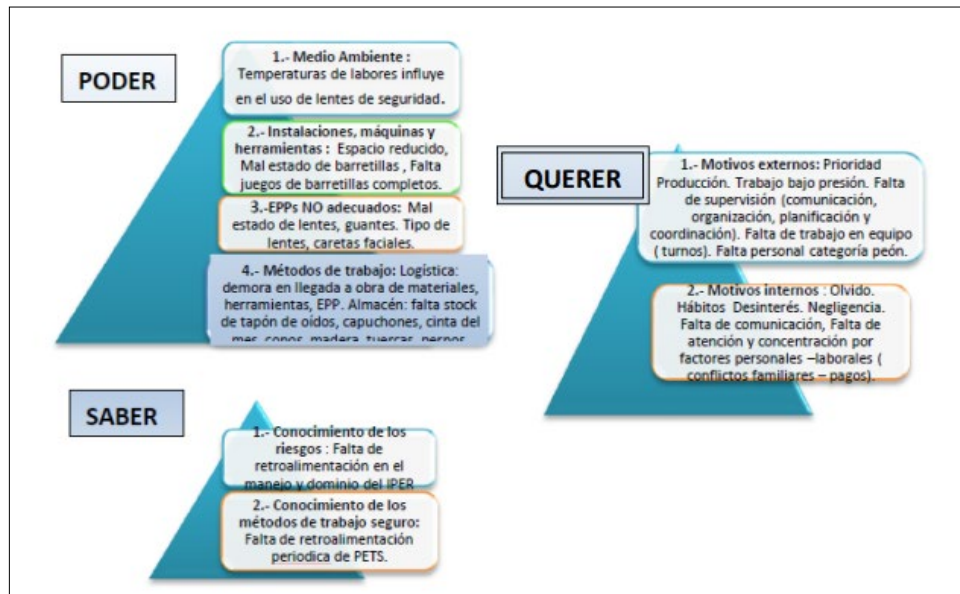 PODER
1.- Medio Ambiente :
Temperaturas de labores influye
en el uso de lentes de seguridad.
2.- Instalaciones, máquinas y
herramientas : Espacio reducido,
Mal estado de barretillas , Falta
juegos de barretillas completos.
3.-EPPs NO adecuados: Mal
estado de lentes, guantes. Tipo de
lentes, caretas faciales.
4.- Métodos de trabajo: Logística:
demora en llegada a obra de materiales,
herramientas, EPP. Almacén: falta stock
de tapón de oídos, capuchones, cinta del
mes, conos, madera, tuercas, pernos
QUERER
1.- Motivos externos: Prioridad
Producción. Trabajo bajo presión. Falta
de supervisión (comunicación,
organización, planificación y
coordinación). Falta de trabajo en equipo
( turnos). Falta personal categoría peón.
2.- Motivos internos : Olvido.
Hábitos Desinterés. Negligencia.
Falta de comunicación, Falta de
atención y concentración por
factores personales –laborales (
conflictos familiares – pagos).
SABER
1.- Conocimiento de los
riesgos : Falta de
retroalimentación en el
manejo y dominio del IPER
2.- Conocimiento de los
métodos de trabajo seguro:
Falta de retroalimentación
periodica de PETS.